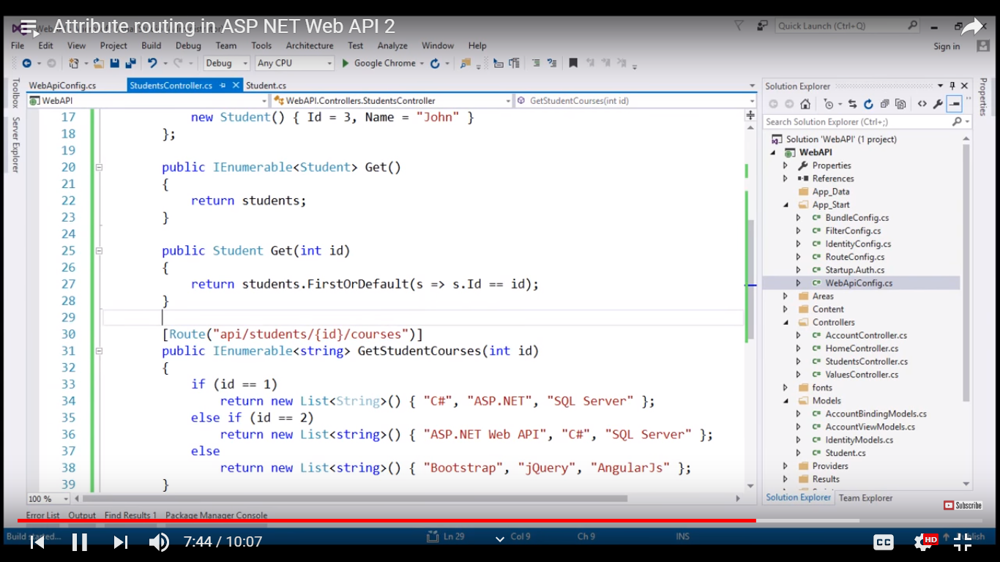 Attribute routing in ASP NET Web API 2
Quick Launch (Ctrl+Q)
File Edit View Project Build Debug Team Tools Architecture Test Analyze Window Help
Sign in
Debug Any CPU Google Chrome
WebApiConfig.cs StudentsController.cs Student.cs
WebAPI WebAPI.Controllers.StudentsController GetStudentCourses(int id)
Toolbox
Server Explorer
17 new Student() { Id = 3, Name = "John" }
18 };
19
20 public IEnumerable<Student> Get()
21 {
22 return students;
23 }
24
25 public Student Get(int id)
26 {
27 return students.FirstOrDefault(s => s.Id == id);
28 }
29
30 [Route("api/students/{id}/courses")]
31 public IEnumerable<string> GetStudentCourses(int id)
32 {
33 if (id == 1)
34 return new List<String>() { "C#", "ASP.NET", "SQL Server" };
35 else if (id == 2)
36 return new List<string>() { "ASP.NET Web API", "C#", "SQL Server" };
37 else
38 return new List<string>() { "Bootstrap", "jQuery", "AngularJs" };
39 }
100 %
Solution Explorer
Search Solution Explorer (Ctrl+;)
Solution 'WebAPI' (1 project)
WebAPI
Properties
References
App_Data
App_Start
C# BundleConfig.cs
C# FilterConfig.cs
C# IdentityConfig.cs
C# RouteConfig.cs
C# Startup.Auth.cs
C# WebApiConfig.cs
Areas
Content
Controllers
C# AccountController.cs
C# HomeController.cs
C# StudentsController.cs
C# ValuesController.cs
fonts
Models
C# AccountBindingModels.cs
C# AccountViewModels.cs
C# IdentityModels.cs
C# Student.cs
Providers
Results
Solution Explorer Team Explorer
Properties
Subscribe
Error List Output Find Results 1 Package Manager Console
Build started... Ln 29 Col 9 Ch 9 INS
7:44 / 10:07
CC HD